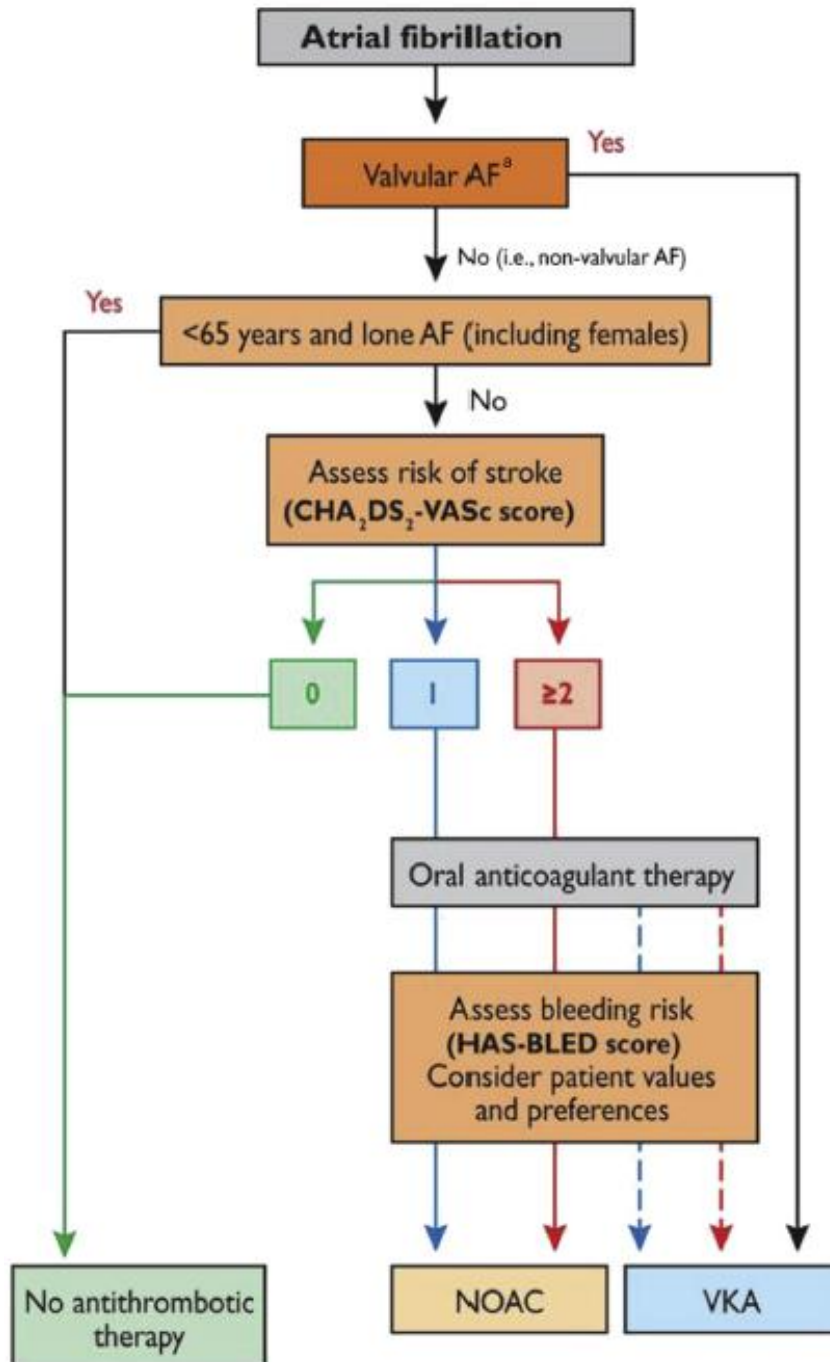 Atrial fibrillation
Yes
Valvular AFᵃ
No (i.e., non-valvular AF)
Yes
<65 years and lone AF (including females)
No
Assess risk of stroke
(CHA₂DS₂-VASc score)
0
1
≥2
Oral anticoagulant therapy
Assess bleeding risk
(HAS-BLED score)
Consider patient values
and preferences
No antithrombotic
therapy
NOAC
VKA